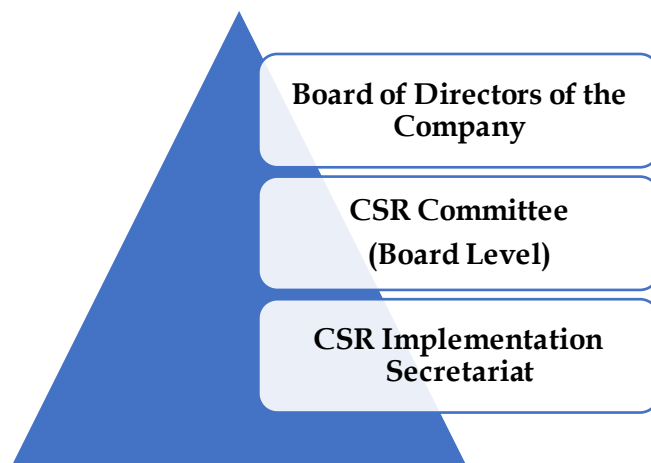 Board of Directors of the
Company
CSR Committee
(Board Level)
CSR Implementation
Secretariat